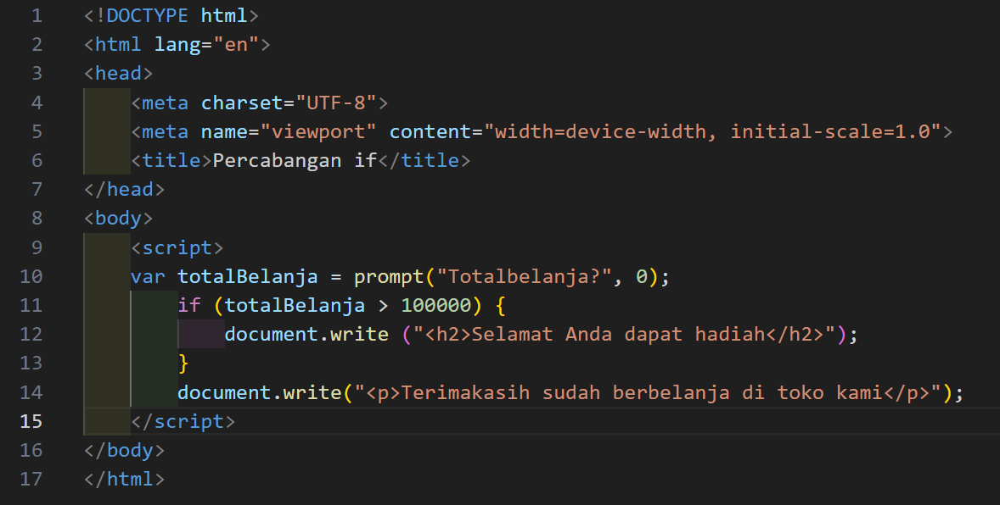 1 <!DOCTYPE html>
2 <html lang="en">
3 <head>
4     <meta charset="UTF-8">
5     <meta name="viewport" content="width=device-width, initial-scale=1.0">
6     <title>Percabangan if</title>
7 </head>
8 <body>
9     <script>
10     var totalBelanja = prompt("Totalbelanja?", 0);
11         if (totalBelanja > 100000) {
12             document.write ("<h2>Selamat Anda dapat hadiah</h2>");
13         }
14         document.write("<p>Terimakasih sudah berbelanja di toko kami</p>");
15     </script>
16 </body>
17 </html>